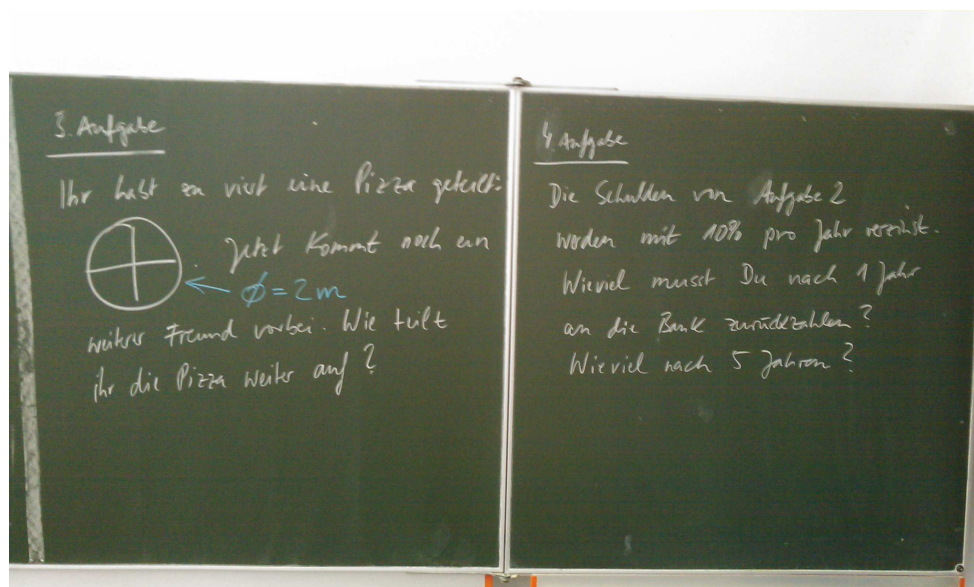 3. Aufgabe
Ihr habt zu viert eine Pizza geteilt:
Jetzt kommt noch ein
∅ = 2 m
weiterer Freund vorbei. Wie teilt
ihr die Pizza weiter auf?
4. Aufgabe
Die Schulden von Aufgabe 2
werden mit 10% pro Jahr verzinst.
Wieviel musst Du nach 1 Jahr
an die Bank zurückzahlen?
Wieviel nach 5 Jahren?